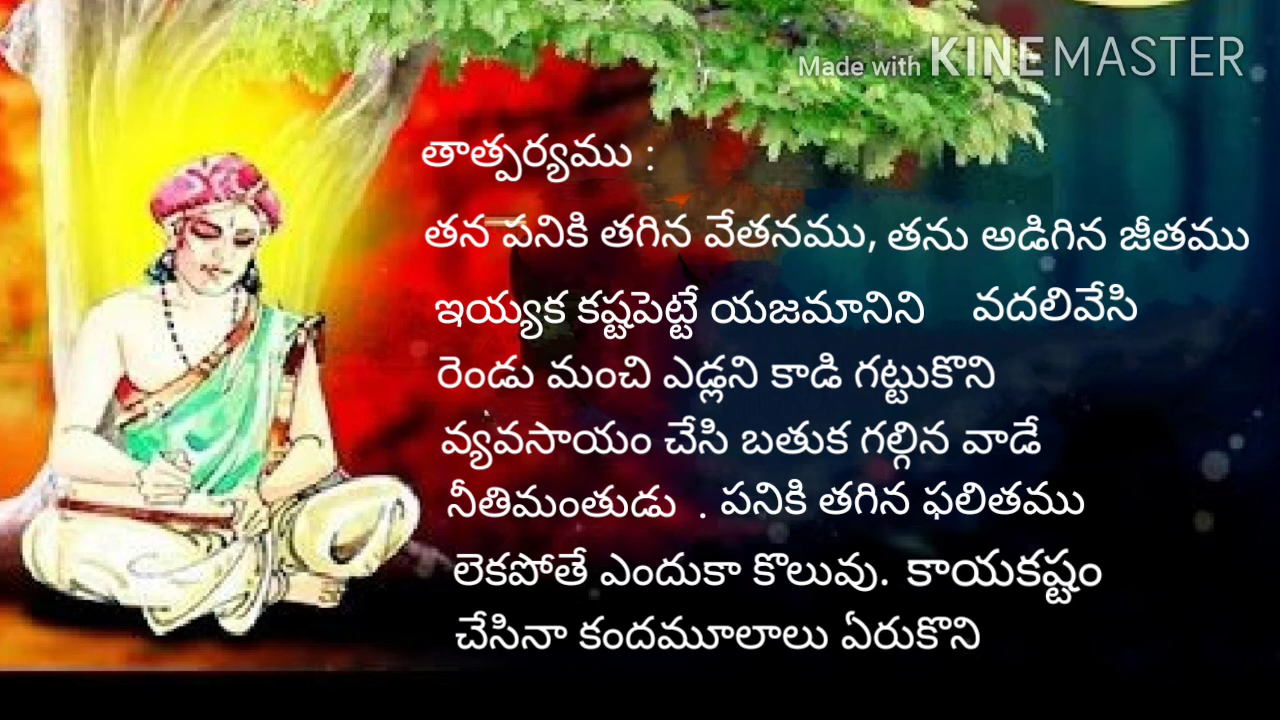 Made with KINEMASTER
తాత్పర్యము :
తన పనికి తగిన వేతనము, తను అడిగిన జీతము
ఇయ్యక కష్టపెట్టే యజమానిని వదలివేసి
రెండు మంచి ఎడ్లని కాడి గట్టుకొని
వ్యవసాయం చేసి బతుక గల్గిన వాడే
నీతిమంతుడు . పనికి తగిన ఫలితము
లెకపోతే ఎందుకా కొలువు. కాయకష్టం
చేసినా కందమూలాలు ఏరుకొని